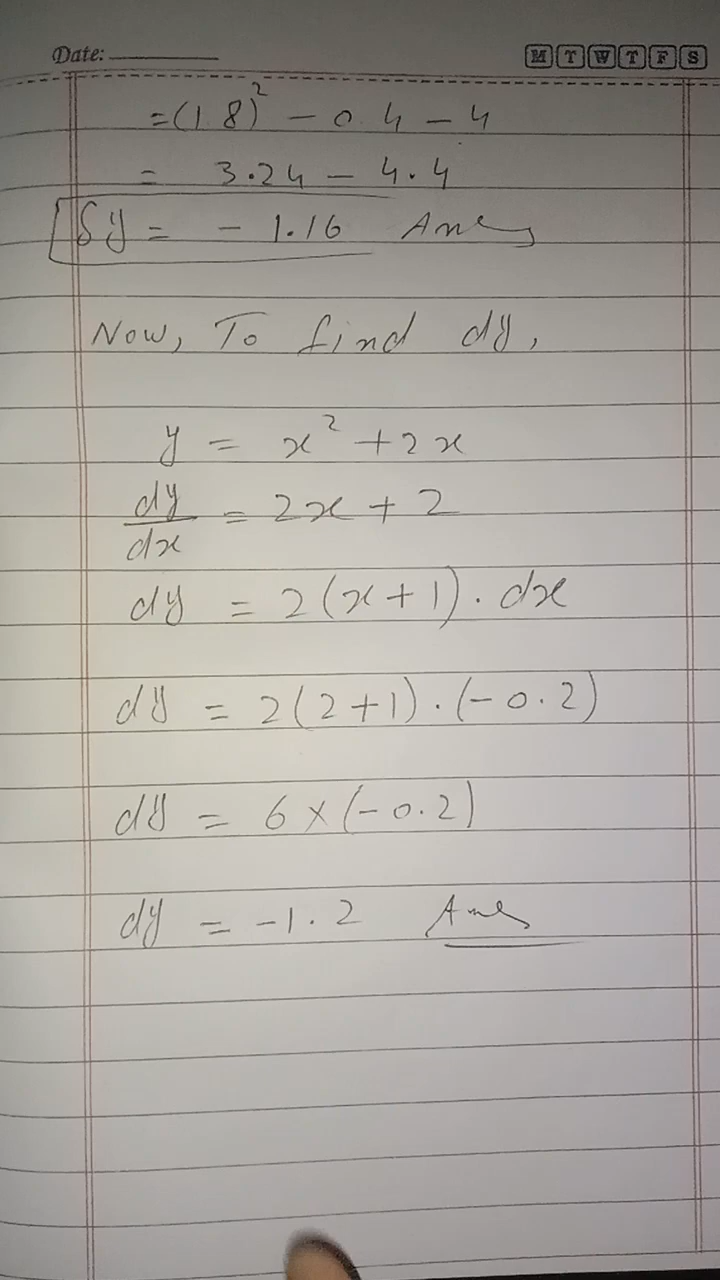 Date:
M T W T F S
= (1.8)² - 0.4 - 4
= 3.24 - 4.4
δy = - 1.16 Ans
Now, To find dy,
y = x² + 2x
dy/dx = 2x + 2
dy = 2(x+1). dx
dy = 2(2+1).(-0.2)
dy = 6 x (-0.2)
dy = -1.2 Ans